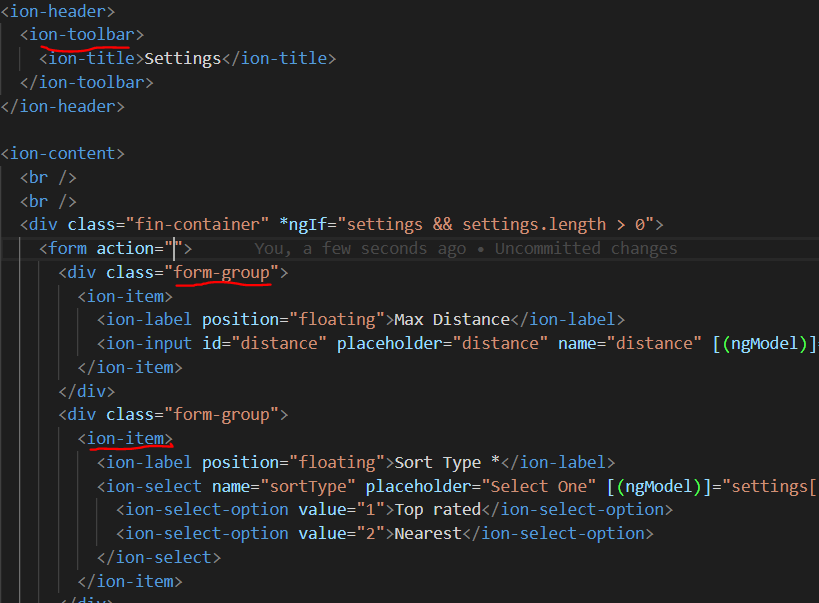 <ion-header>
<ion-toolbar>
<ion-title>Settings</ion-title>
</ion-toolbar>
</ion-header>
<ion-content>
<br />
<br />
<div class="fin-container" *ngIf="settings && settings.length > 0">
<form action=""> You, a few seconds ago • Uncommitted changes
<div class="form-group">
<ion-item>
<ion-label position="floating">Max Distance</ion-label>
<ion-input id="distance" placeholder="distance" name="distance" [(ngModel)]=
</ion-item>
</div>
<div class="form-group">
<ion-item>
<ion-label position="floating">Sort Type *</ion-label>
<ion-select name="sortType" placeholder="Select One" [(ngModel)]="settings[
<ion-select-option value="1">Top rated</ion-select-option>
<ion-select-option value="2">Nearest</ion-select-option>
</ion-select>
</ion-item>
</div>